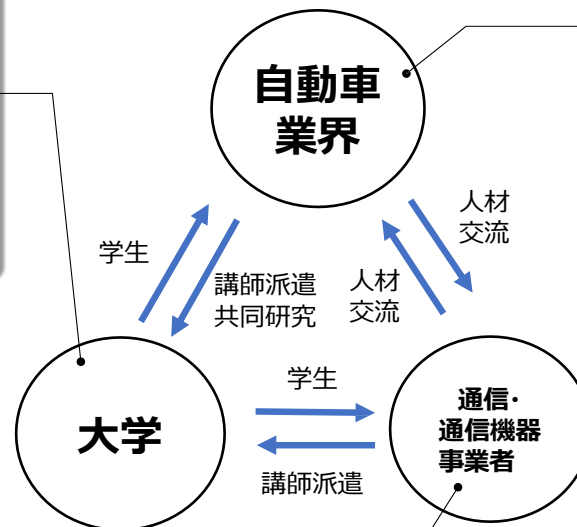 自動車
業界
学生
講師派遣
共同研究
人材
交流
人材
交流
大学
学生
講師派遣
通信・
通信機器
事業者